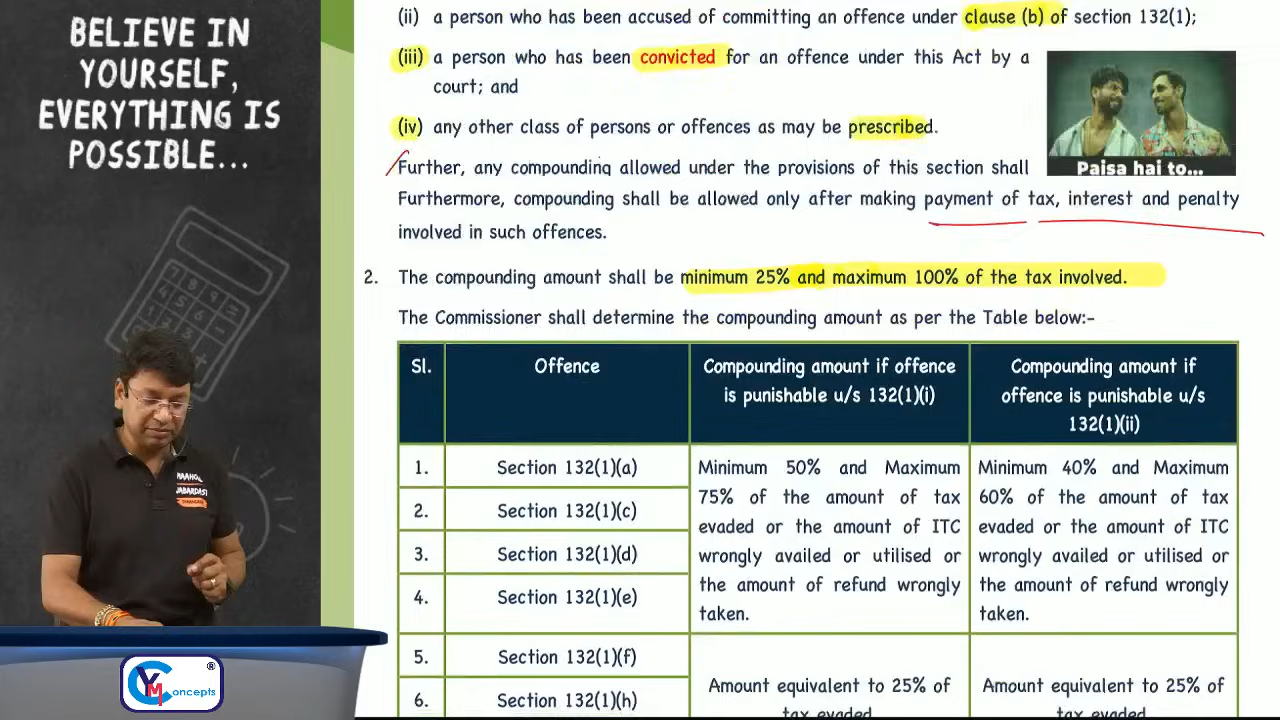 BELIEVE IN
YOURSELF,
EVERYTHING IS
POSSIBLE...
(ii) a person who has been accused of committing an offence under clause (b) of section 132(1);
(iii) a person who has been convicted for an offence under this Act by a
court; and
(iv) any other class of persons or offences as may be prescribed.
Further, any compounding allowed under the provisions of this section shall
Paisa hai to...
Furthermore, compounding shall be allowed only after making payment of tax, interest and penalty
involved in such offences.
2. The compounding amount shall be minimum 25% and maximum 100% of the tax involved.
The Commissioner shall determine the compounding amount as per the Table below:-
Sl.
Offence
Compounding amount if offence
is punishable u/s 132(1)(i)
Compounding amount if
offence is punishable u/s
132(1)(ii)
1. Section 132(1)(a)
2. Section 132(1)(c)
3. Section 132(1)(d)
4. Section 132(1)(e)
Minimum 50% and Maximum
75% of the amount of tax
evaded or the amount of ITC
wrongly availed or utilised or
the amount of refund wrongly
taken.
Minimum 40% and Maximum
60% of the amount of tax
evaded or the amount of ITC
wrongly availed or utilised or
the amount of refund wrongly
taken.
5. Section 132(1)(f)
6. Section 132(1)(h)
Amount equivalent to 25% of
tax evaded
Amount equivalent to 25% of
tax evaded
YMConcepts
®